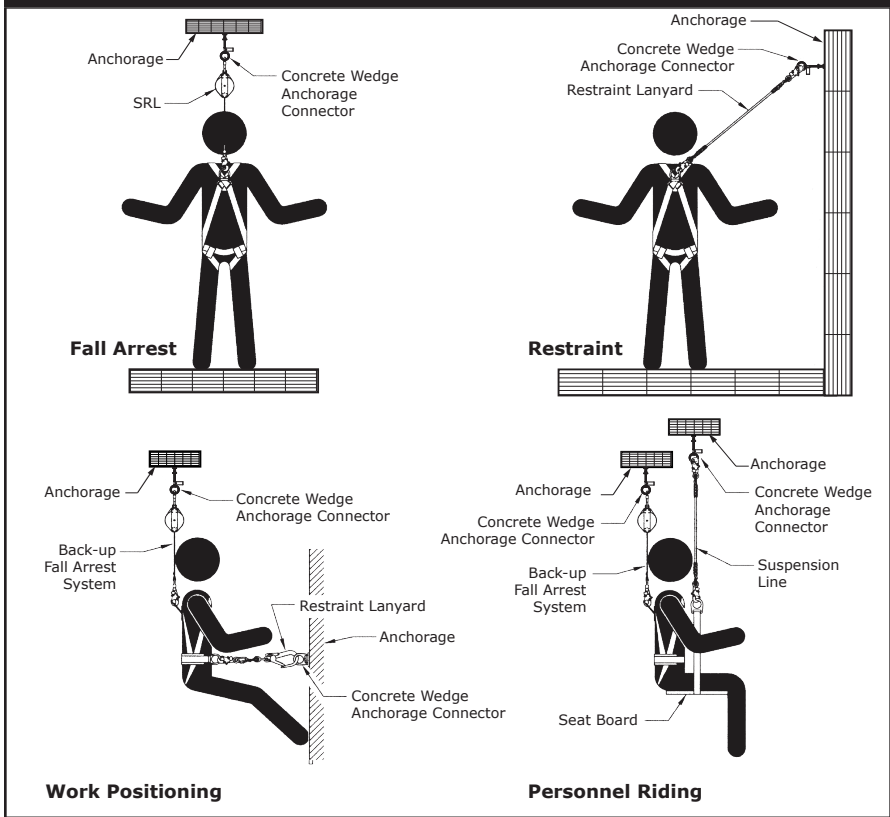 Anchorage
Concrete Wedge
Anchorage
Connector
SRL
Fall Arrest
Anchorage
Concrete Wedge
Anchorage Connector
Restraint Lanyard
Restraint
Anchorage
Concrete Wedge
Anchorage Connector
Back-up
Fall Arrest
System
Restraint Lanyard
Anchorage
Concrete Wedge
Anchorage Connector
Work Positioning
Anchorage
Anchorage
Concrete Wedge
Anchorage Connector
Concrete Wedge
Anchorage
Connector
Back-up
Fall Arrest
System
Suspension
Line
Seat Board
Personnel Riding